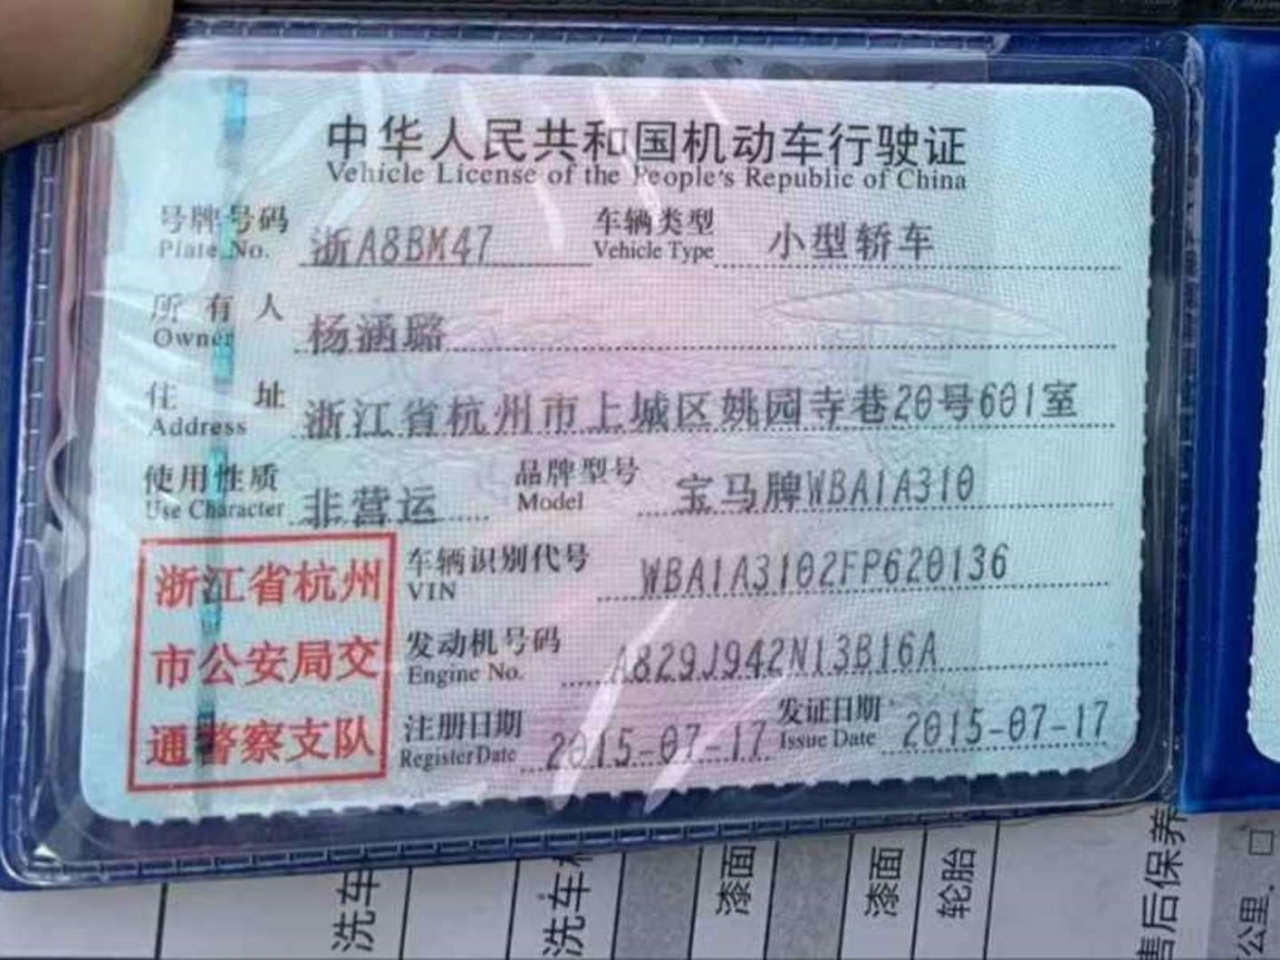 中华人民共和国机动车行驶证
Vehicle License of the People's Republic of China
号牌号码 浙A8BM47 车辆类型 小型轿车
Plate No. Vehicle Type
所有人 杨涵璐
Owner
住址 浙江省杭州市上城区姚园寺巷20号601室
Address
使用性质 非营运 品牌型号 宝马牌WBA1A310
Use Character Model
浙江省杭州
市公安局交
通警察支队
车辆识别代号 WBA1A3102FP620136
VIN
发动机号码 A829J942N13B16A
Engine No.
注册日期 2015-07-17 发证日期 2015-07-17
Register Date Issue Date
洗车
洗车
漆面
漆面
轮胎
售后保养
公里